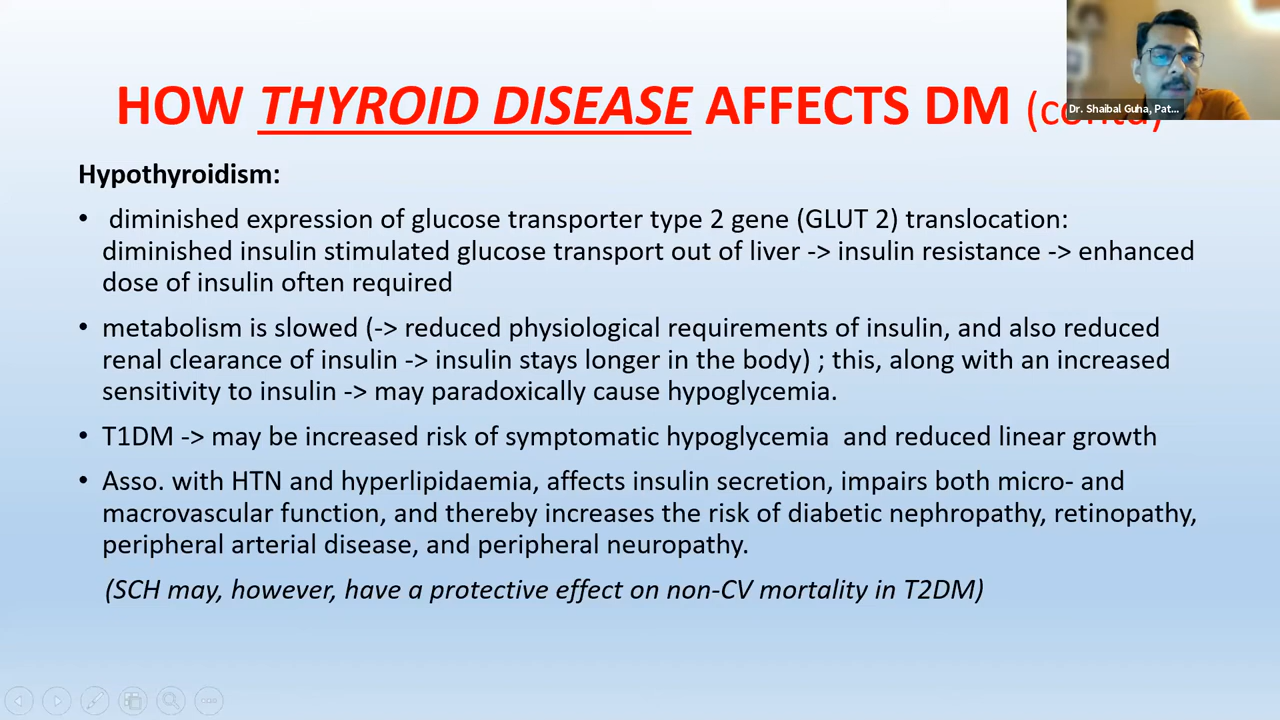 HOW THYROID DISEASE AFFECTS DM
Dr. Shaibal Guha, Pat...
Hypothyroidism:
• diminished expression of glucose transporter type 2 gene (GLUT 2) translocation:
diminished insulin stimulated glucose transport out of liver -> insulin resistance -> enhanced
dose of insulin often required
• metabolism is slowed (-> reduced physiological requirements of insulin, and also reduced
renal clearance of insulin -> insulin stays longer in the body) ; this, along with an increased
sensitivity to insulin -> may paradoxically cause hypoglycemia.
• T1DM -> may be increased risk of symptomatic hypoglycemia and reduced linear growth
• Asso. with HTN and hyperlipidaemia, affects insulin secretion, impairs both micro- and
macrovascular function, and thereby increases the risk of diabetic nephropathy, retinopathy,
peripheral arterial disease, and peripheral neuropathy.
(SCH may, however, have a protective effect on non-CV mortality in T2DM)